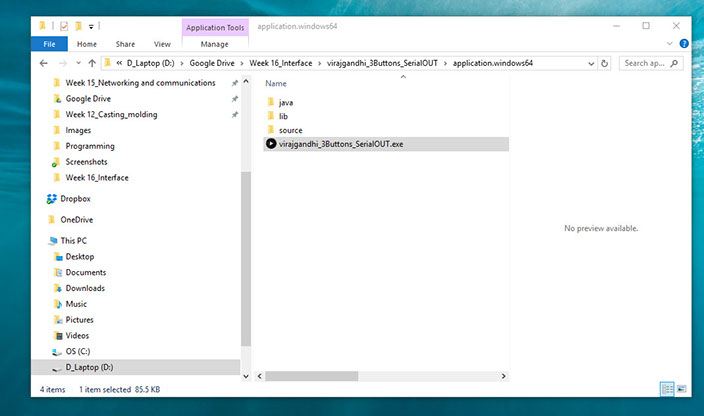 Application Tools application.windows64
File Home Share View Manage
« D_Laptop (D:) › Google Drive › Week 16_Interface › virajgandhi_3Buttons_SerialOUT › application.windows64
Search ap...
Week 15_Networking and communications
Google Drive
Week 12_Casting_molding
Images
Programming
Screenshots
Week 16_Interface
Dropbox
OneDrive
This PC
Desktop
Documents
Downloads
Music
Pictures
Videos
OS (C:)
D_Laptop (D:)
Name
java
lib
source
virajgandhi_3Buttons_SerialOUT.exe
No preview available.
4 items 1 item selected 85.5 KB